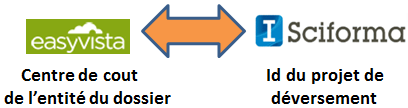 easyvista
Sciforma
Centre de cout
de l'entité du dossier
Id du projet de
déversement